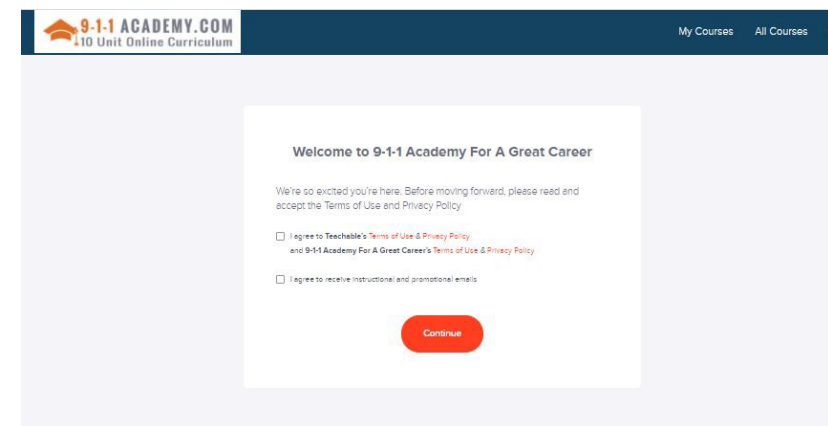 9-1-1 ACADEMY.COM
10 Unit Online Curriculum
My Courses All Courses
Welcome to 9-1-1 Academy For A Great Career
We're so excited you're here. Before moving forward, please read and
accept the Terms of Use and Privacy Policy
I agree to Teachable's Terms of Use & Privacy Policy
and 9-1-1 Academy For A Great Career's Terms of Use & Privacy Policy
I agree to receive instructional and promotional emails
Continue